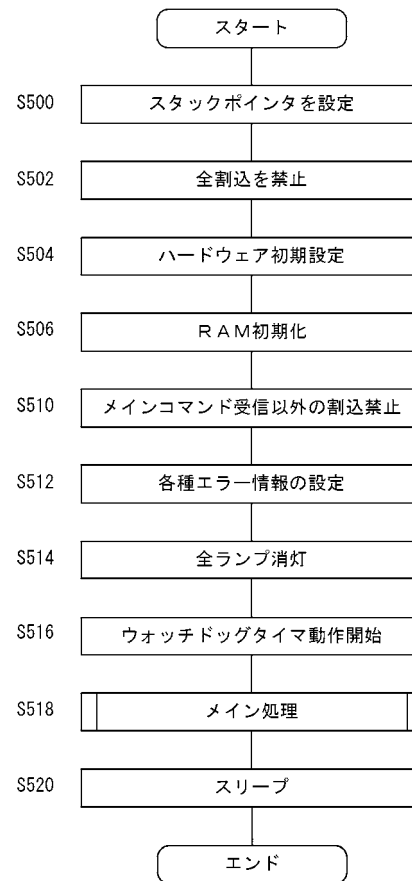 スタート
S500 スタックポインタを設定
S502 全割込を禁止
S504 ハードウェア初期設定
S506 ＲＡＭ初期化
S510 メインコマンド受信以外の割込禁止
S512 各種エラー情報の設定
S514 全ランプ消灯
S516 ウォッチドッグタイマ動作開始
S518 メイン処理
S520 スリープ
エンド